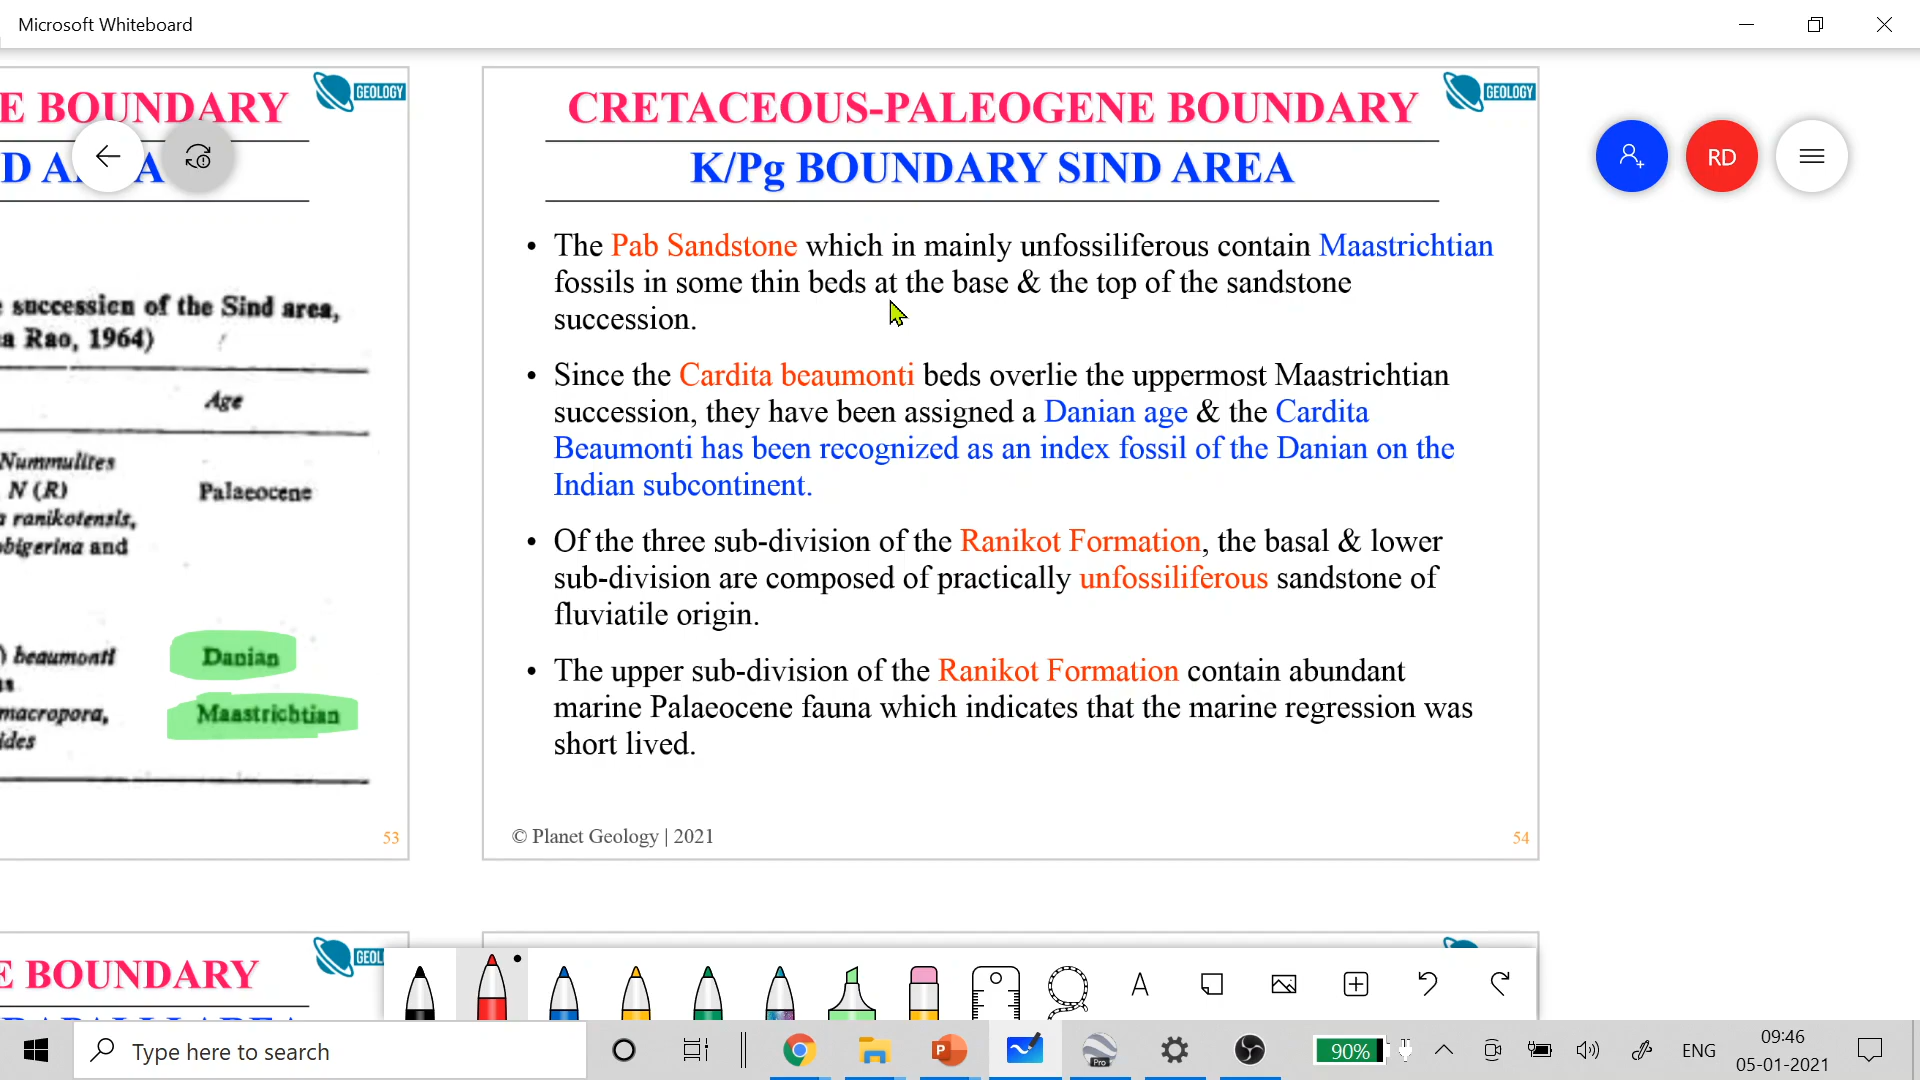 Microsoft Whiteboard
E BOUNDARY
GEOLOGY
D A A
succession of the Sind area,
a Rao, 1964)
Age
Nummulites
N (R)
Palaeocene
a ranikotensis,
obigerina and
) beaumonti
Danian
macropora,
Maastrichtian
ides
53
CRETACEOUS-PALEOGENE BOUNDARY
GEOLOGY
K/Pg BOUNDARY SIND AREA
• The Pab Sandstone which in mainly unfossiliferous contain Maastrichtian
fossils in some thin beds at the base & the top of the sandstone
succession.
• Since the Cardita beaumonti beds overlie the uppermost Maastrichtian
succession, they have been assigned a Danian age & the Cardita
Beaumonti has been recognized as an index fossil of the Danian on the
Indian subcontinent.
• Of the three sub-division of the Ranikot Formation, the basal & lower
sub-division are composed of practically unfossiliferous sandstone of
fluviatile origin.
• The upper sub-division of the Ranikot Formation contain abundant
marine Palaeocene fauna which indicates that the marine regression was
short lived.
© Planet Geology | 2021
54
RD
E BOUNDARY
GEOL
Type here to search
90%
ENG
09:46
05-01-2021